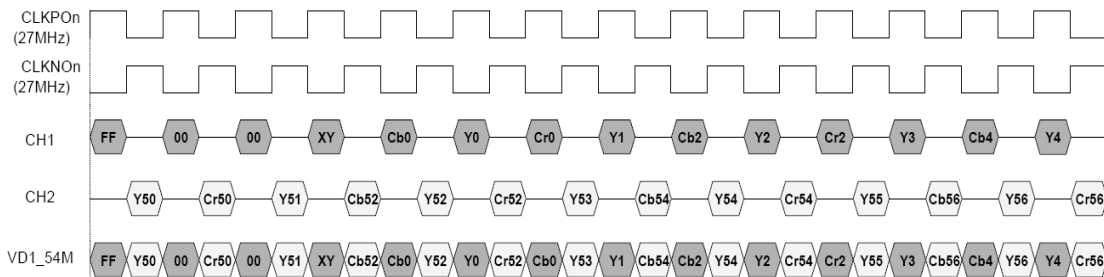 CLKPOn
(27MHz)
CLKNOn
(27MHz)
CH1 FF 00 00 XY Cb0 Y0 Cr0 Y1 Cb2 Y2 Cr2 Y3 Cb4 Y4
CH2 Y50 Cr50 Y51 Cb52 Y52 Cr52 Y53 Cb54 Y54 Cr54 Y55 Cb56 Y56 Cr56
VD1_54M FF Y50 00 Cr50 00 Y51 XY Cb52 Cb0 Y52 Y0 Cr52 Cb0 Y53 Y1 Cb54 Cb2 Y54 Y2 Cr54 Cr2 Y55 Y3 Cb56 Cb4 Y56 Y4 Cr56